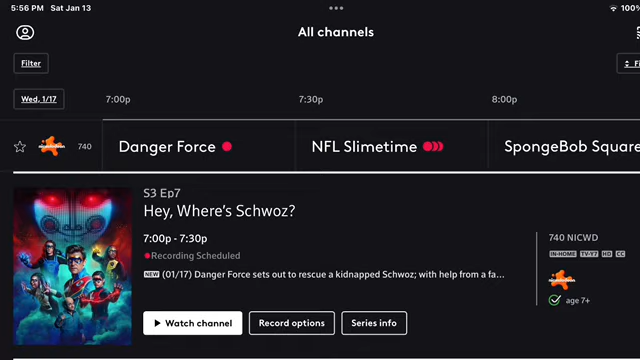 5:56 PM Sat Jan 13
100%
All channels
Filter
Wed, 1/17
7:00p
7:30p
8:00p
nickelodeon
740
Danger Force
NFL Slimetime
SpongeBob Square
S3 Ep7
Hey, Where's Schwoz?
7:00p - 7:30p
Recording Scheduled
NEW (01/17) Danger Force sets out to rescue a kidnapped Schwoz; with help from a fa...
Watch channel
Record options
Series info
740 NICWD
IN-HOME TV-Y7 HD CC
age 7+